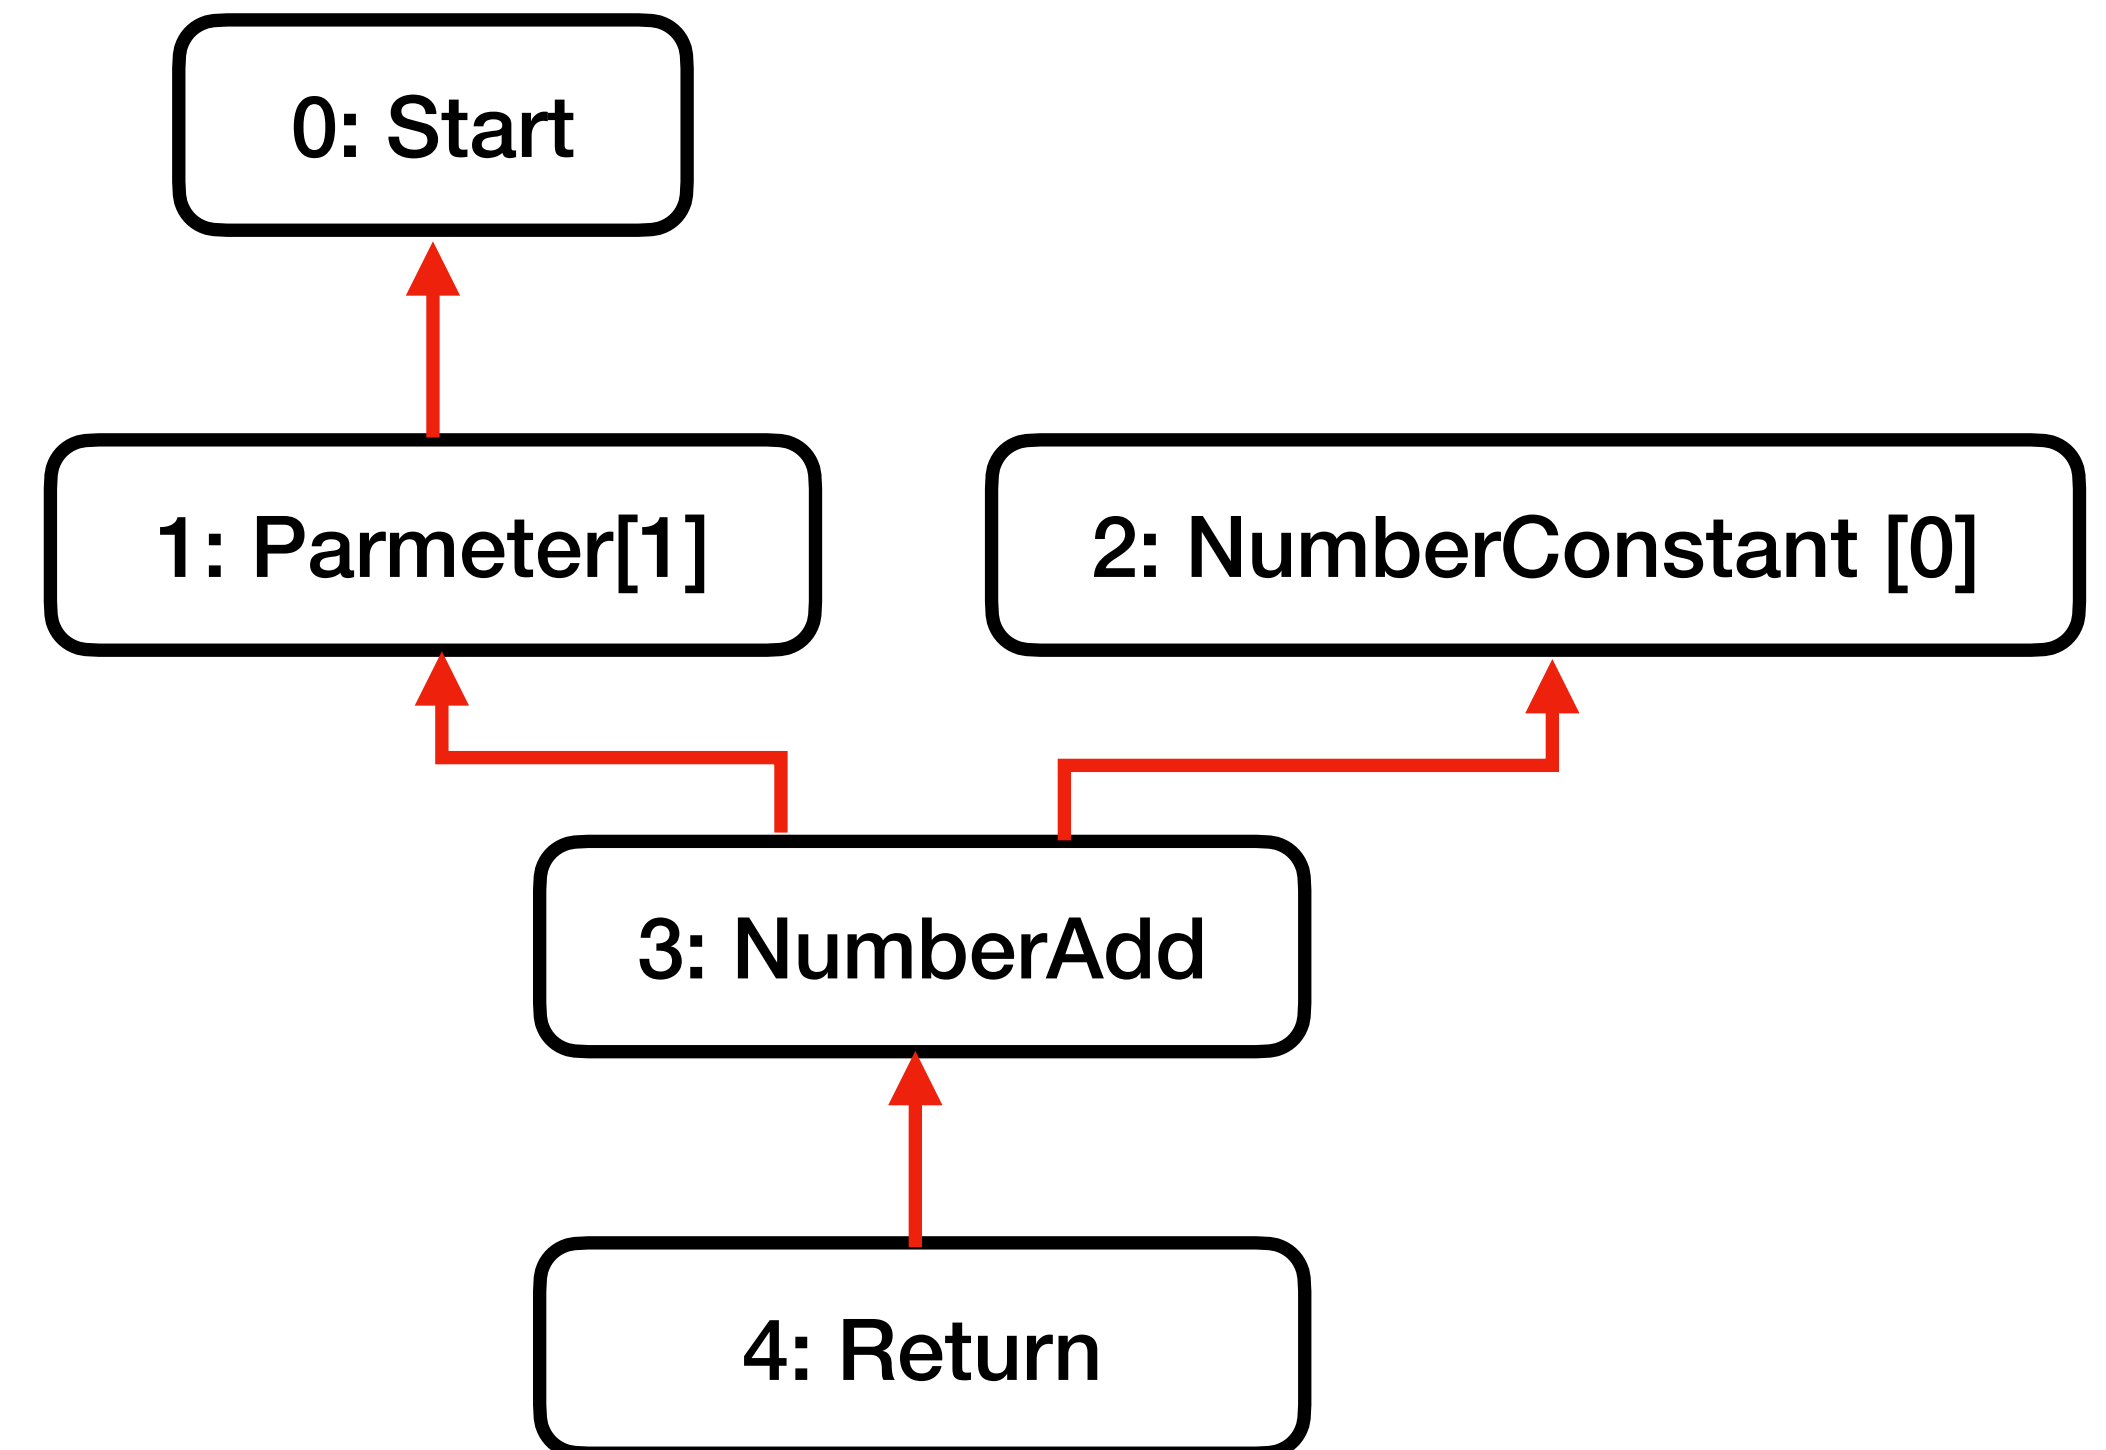 0: Start
1: Parmeter[1]
2: NumberConstant [0]
3: NumberAdd
4: Return